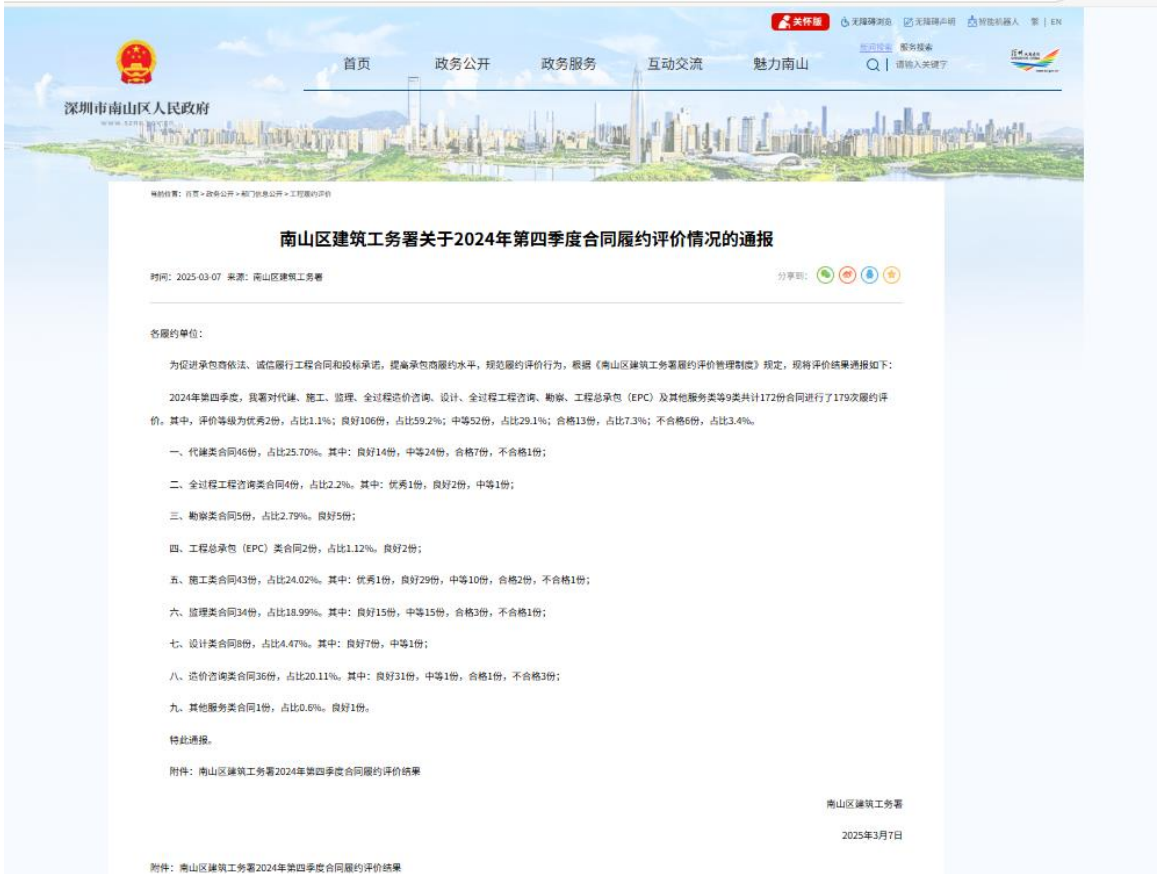 关怀版 无障碍浏览 无障碍声明 智能机器人 繁 | EN
首页 政务公开 政务服务 互动交流 魅力南山
新闻搜索 服务搜索
请输入关键字
深圳市南山区人民政府
当前位置：首页>政务公开>部门信息公开>工程履约评价
南山区建筑工务署关于2024年第四季度合同履约评价情况的通报
时间：2025-03-07 来源：南山区建筑工务署
分享到：
各履约单位：
为促进承包商依法、诚信履行工程合同和投标承诺，提高承包商履约水平，规范履约评价行为，根据《南山区建筑工务署履约评价管理制度》规定，现将评价结果通报如下：
2024年第四季度，我署对代建、施工、监理、全过程造价咨询、设计、全过程工程咨询、勘察、工程总承包（EPC）及其他服务类等9类共计172份合同进行了179次履约评
价。其中，评价等级为优秀2份，占比1.1%；良好106份，占比59.2%；中等52份，占比29.1%；合格13份，占比7.3%；不合格6份，占比3.4%。
一、代建类合同46份，占比25.70%。其中：良好14份，中等24份，合格7份，不合格1份；
二、全过程工程咨询类合同4份，占比2.2%。其中：优秀1份，良好2份，中等1份；
三、勘察类合同5份，占比2.79%。良好5份；
四、工程总承包（EPC）类合同2份，占比1.12%。良好2份；
五、施工类合同43份，占比24.02%。其中：优秀1份，良好29份，中等10份，合格2份，不合格1份；
六、监理类合同34份，占比18.99%。其中：良好15份，中等15份，合格3份，不合格1份；
七、设计类合同8份，占比4.47%。其中：良好7份，中等1份；
八、造价咨询类合同36份，占比20.11%。其中：良好31份，中等1份，合格1份，不合格3份；
九、其他服务类合同1份，占比0.6%。良好1份。
特此通报。
附件：南山区建筑工务署2024年第四季度合同履约评价结果
南山区建筑工务署
2025年3月7日
附件：南山区建筑工务署2024年第四季度合同履约评价结果